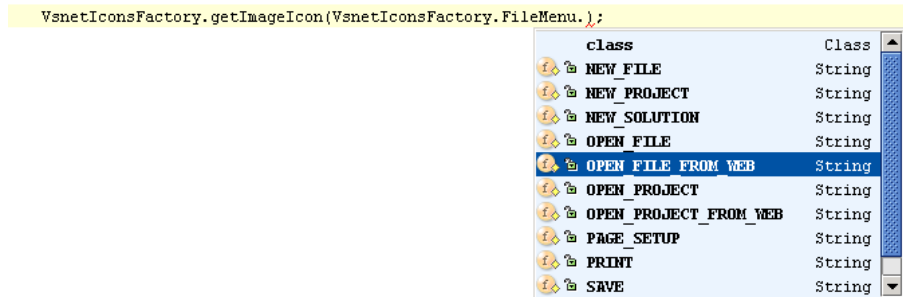 VsnetIconsFactory.getImageIcon(VsnetIconsFactory.FileMenu.);
class Class
NEW_FILE String
NEW_PROJECT String
NEW_SOLUTION String
OPEN_FILE String
OPEN_FILE_FROM_WEB String
OPEN_PROJECT String
OPEN_PROJECT_FROM_WEB String
PAGE_SETUP String
PRINT String
SAVE String